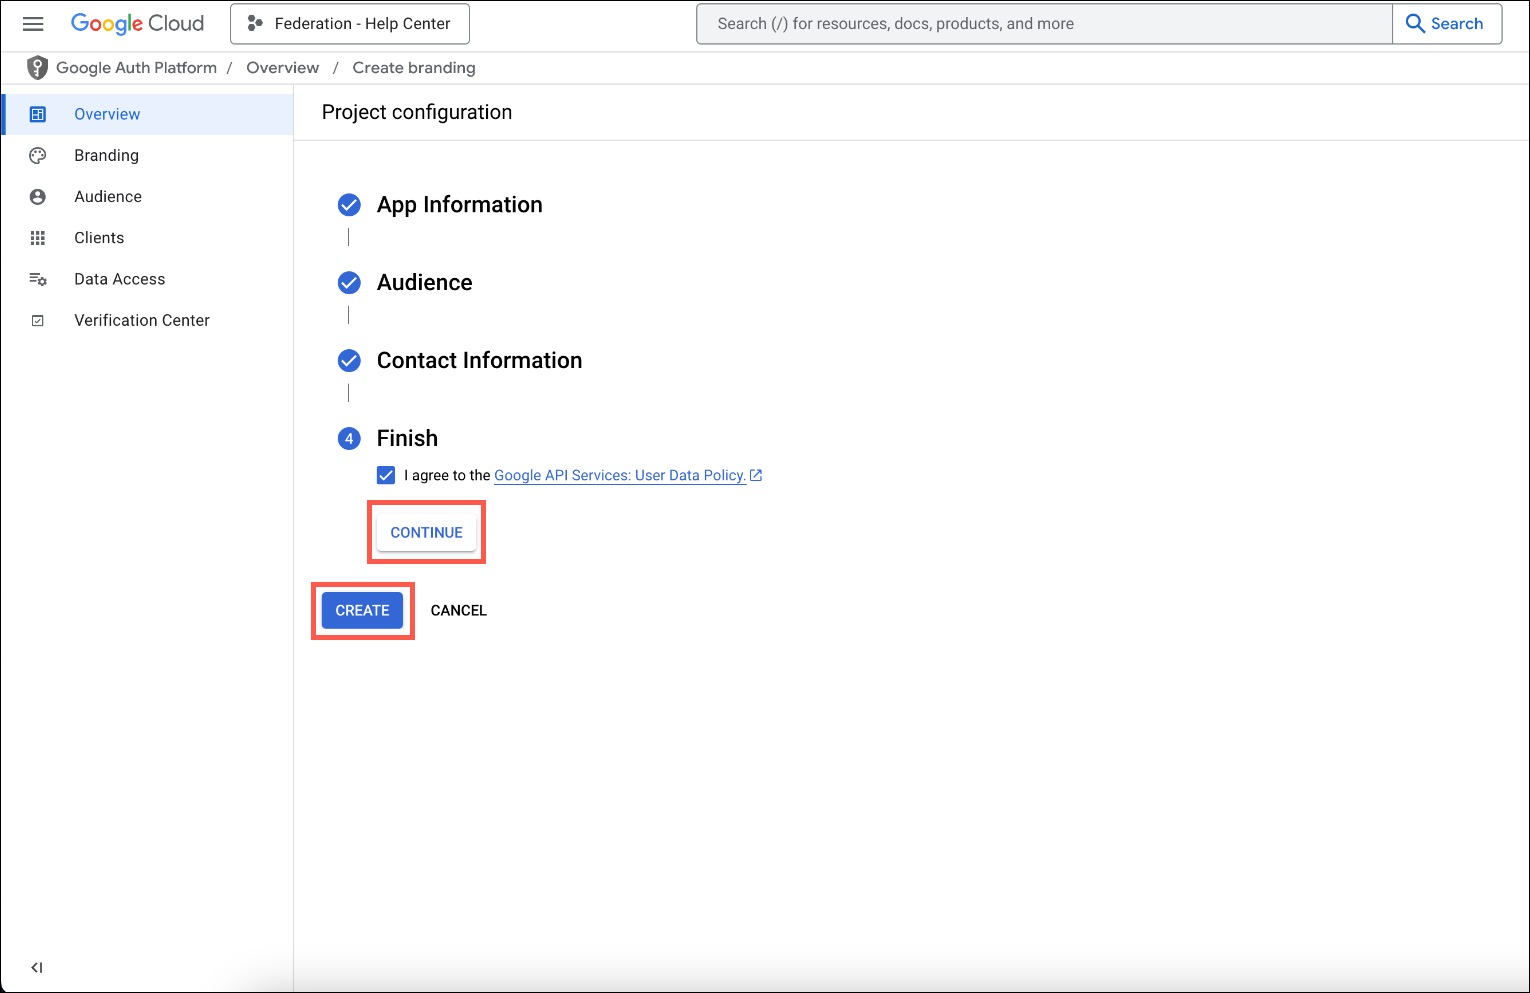 Google Cloud
Federation - Help Center
Search (/) for resources, docs, products, and more
Search
Google Auth Platform / Overview / Create branding
Overview
Branding
Audience
Clients
Data Access
Verification Center
Project configuration
App Information
Audience
Contact Information
4 Finish
I agree to the Google API Services: User Data Policy.
CONTINUE
CREATE CANCEL